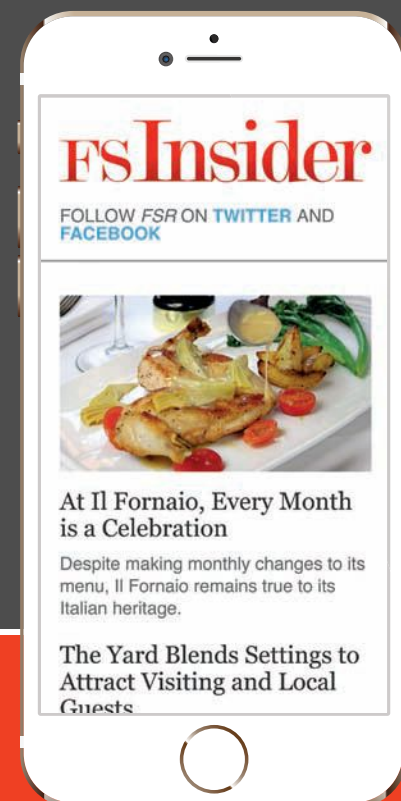 FSInsider
FOLLOW FSR ON TWITTER AND
FACEBOOK
At Il Fornaio, Every Month
is a Celebration
Despite making monthly changes to its
menu, Il Fornaio remains true to its
Italian heritage.
The Yard Blends Settings to
Attract Visiting and Local
Guests